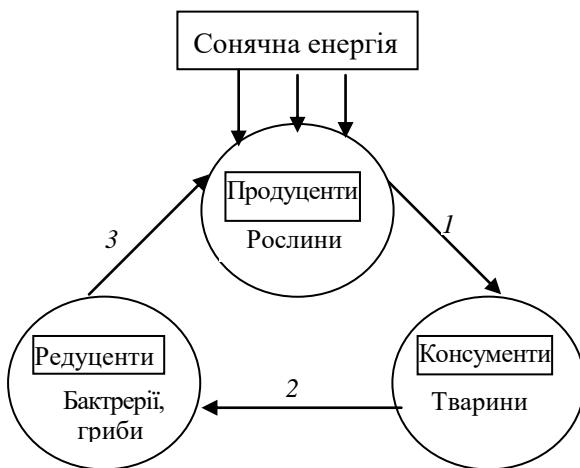 Сонячна енергія
Продуценти
Рослини
3
1
Редуценти
Бактрерії,
гриби
2
Консументи
Тварини